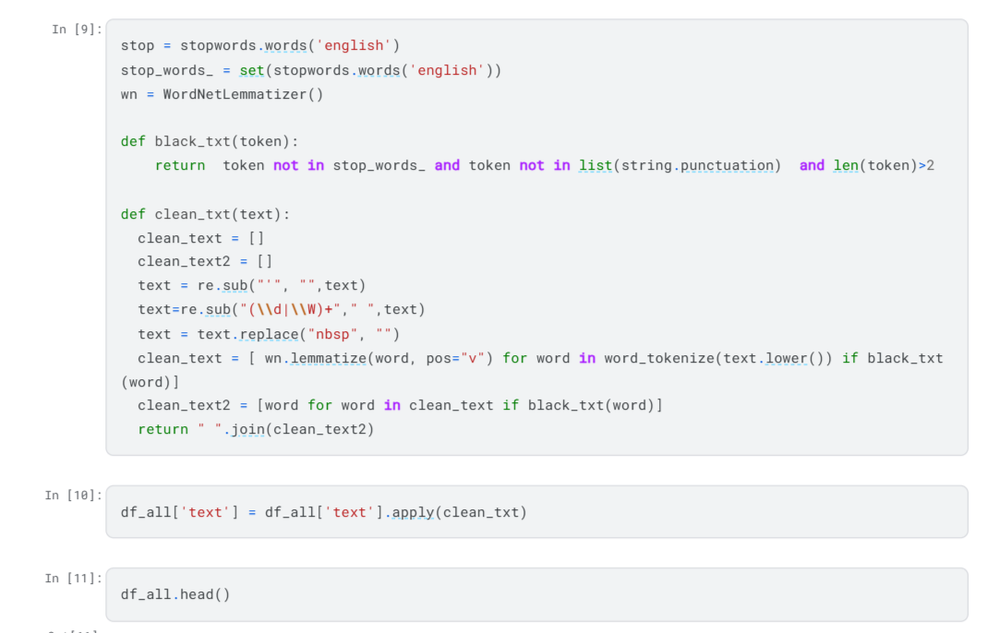 In [9]:
stop = stopwords.words('english')
stop_words_ = set(stopwords.words('english'))
wn = WordNetLemmatizer()
def black_txt(token):
    return  token not in stop_words_ and token not in list(string.punctuation)  and len(token)>2
def clean_txt(text):
  clean_text = []
  clean_text2 = []
  text = re.sub("'", "",text)
  text=re.sub("(\\d|\\W)+"," ",text)
  text = text.replace("nbsp", "")
  clean_text = [ wn.lemmatize(word, pos="v") for word in word_tokenize(text.lower()) if black_txt
(word)]
  clean_text2 = [word for word in clean_text if black_txt(word)]
  return " ".join(clean_text2)
In [10]:
df_all['text'] = df_all['text'].apply(clean_txt)
In [11]:
df_all.head()